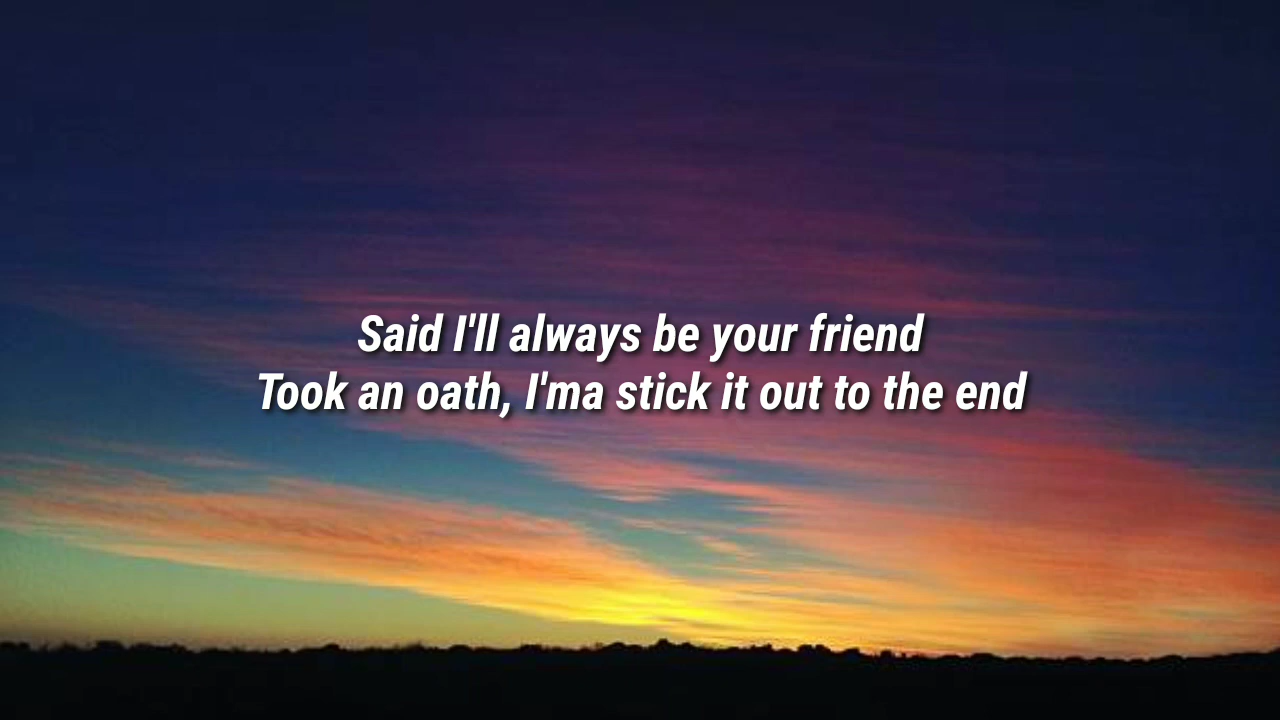 Said I'll always be your friend
Took an oath, I'ma stick it out to the end